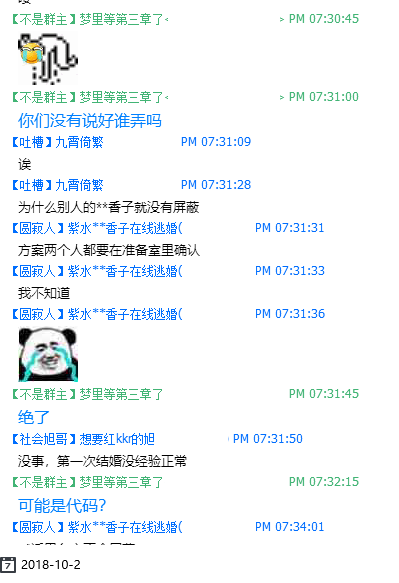 【不是群主】梦里等第三章了< > PM 07:30:45
【不是群主】梦里等第三章了< > PM 07:31:00
你们没有说好谁弄吗
【吐槽】九霄倚繁 PM 07:31:09
诶
【吐槽】九霄倚繁 PM 07:31:28
为什么别人的**香子就没有屏蔽
【圆寂人】紫水**香子在线逃婚( PM 07:31:31
方案两个人都要在准备室里确认
【圆寂人】紫水**香子在线逃婚( PM 07:31:33
我不知道
【圆寂人】紫水**香子在线逃婚( PM 07:31:36
【不是群主】梦里等第三章了 PM 07:31:45
绝了
【社会旭哥】想要红kkr的旭 PM 07:31:50
没事，第一次结婚没经验正常
【不是群主】梦里等第三章了 PM 07:32:15
可能是代码?
【圆寂人】紫水**香子在线逃婚( PM 07:34:01
7 2018-10-2